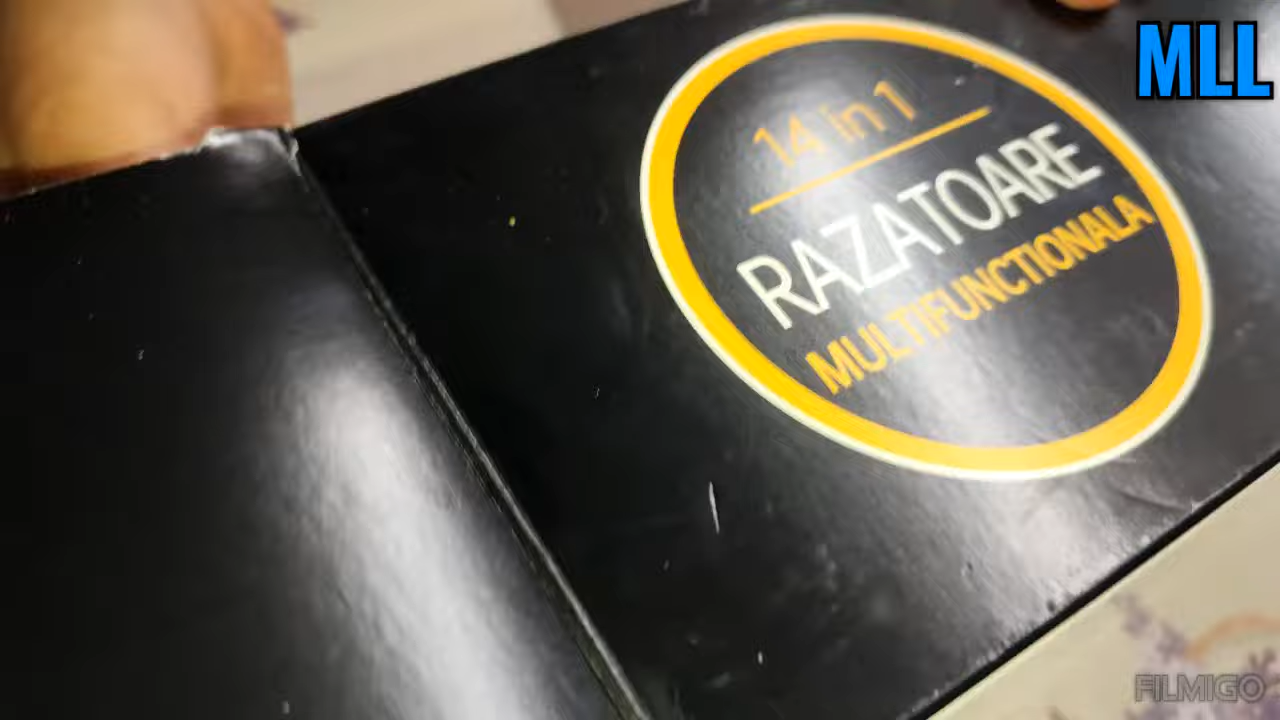 MLL
14 in 1
RAZATOARE
MULTIFUNCTIONALA
FILMIGO